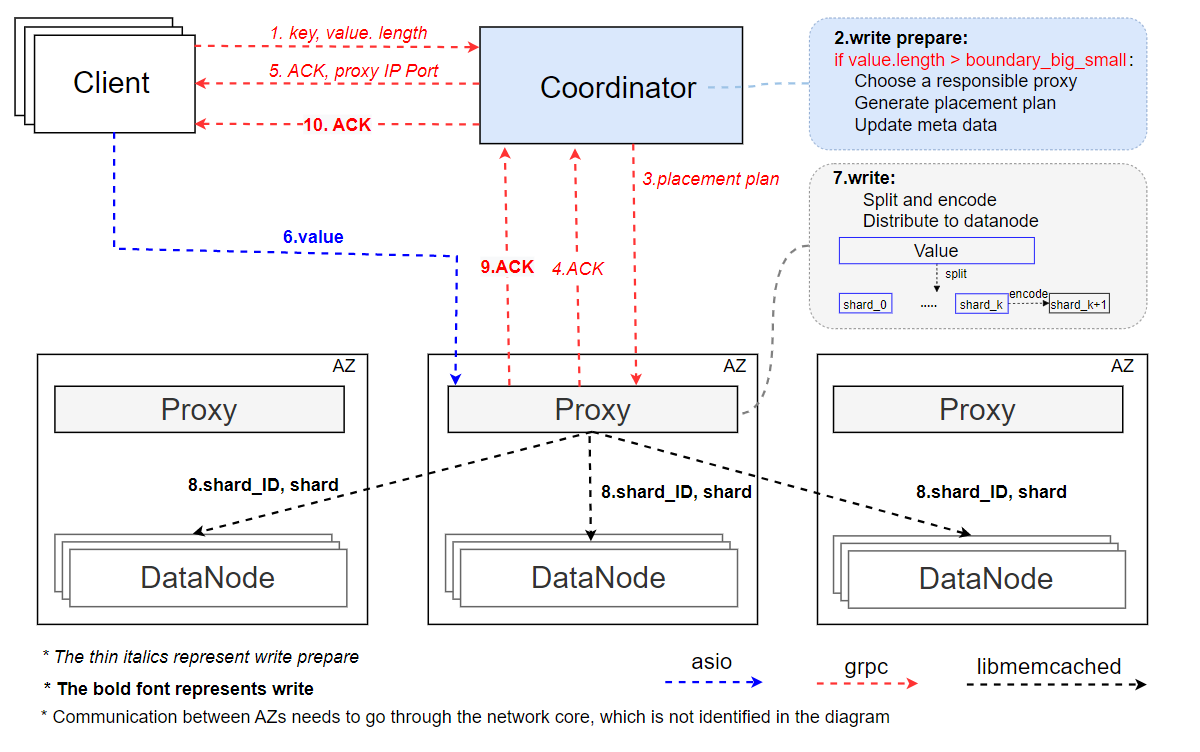 Client
1. key, value. length
5. ACK, proxy IP Port
10. ACK
Coordinator
2.write prepare:
if value.length > boundary_big_small:
Choose a responsible proxy
Generate placement plan
Update meta data
3.placement plan
7.write:
Split and encode
Distribute to datanode
Value
split
shard_0
.....
shard_k
encode
shard_k+1
6.value
9.ACK
4.ACK
AZ
Proxy
8.shard_ID, shard
DataNode
AZ
Proxy
8.shard_ID, shard
DataNode
AZ
Proxy
8.shard_ID, shard
DataNode
* The thin italics represent write prepare
* The bold font represents write
* Communication between AZs needs to go through the network core, which is not identified in the diagram
asio
grpc
libmemcached